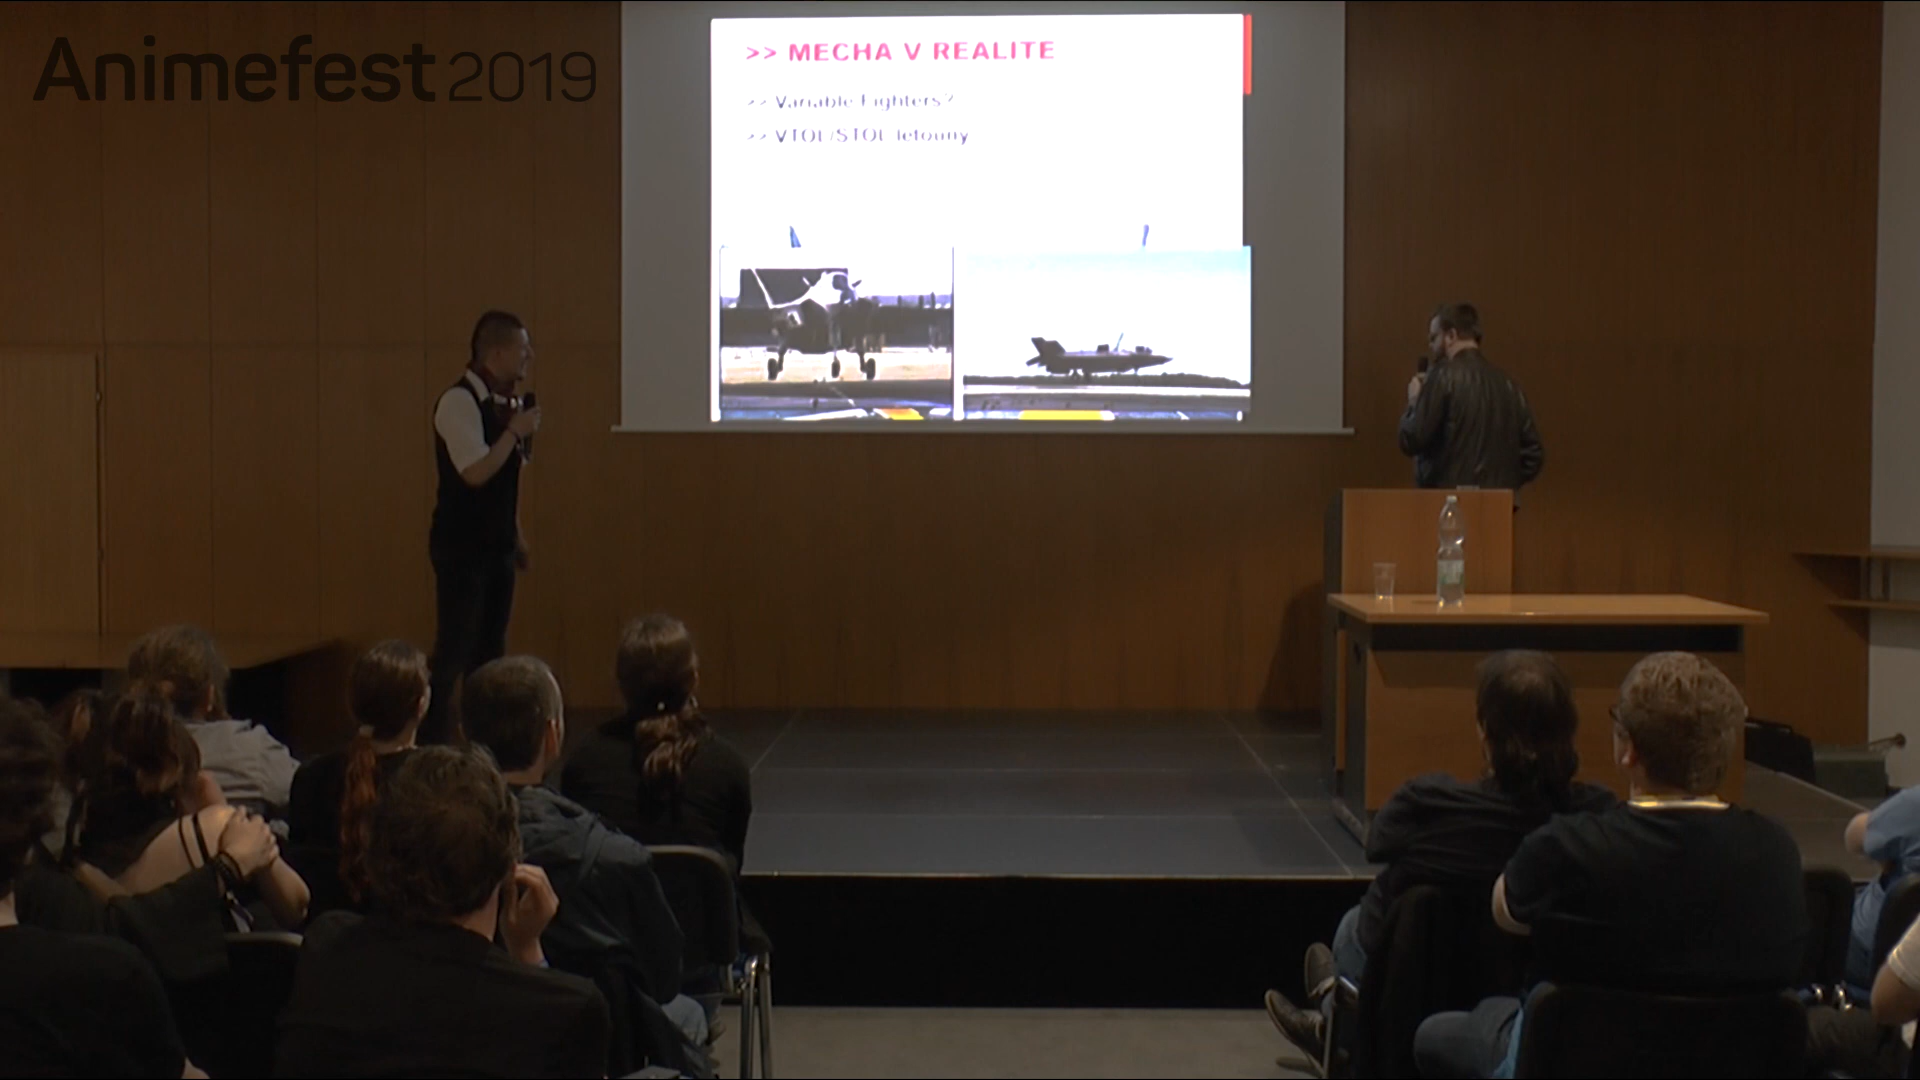 Animefest 2019
>> MECHA V REALITE
>> Variable Fighters?
>> VTOL/STOL letouny